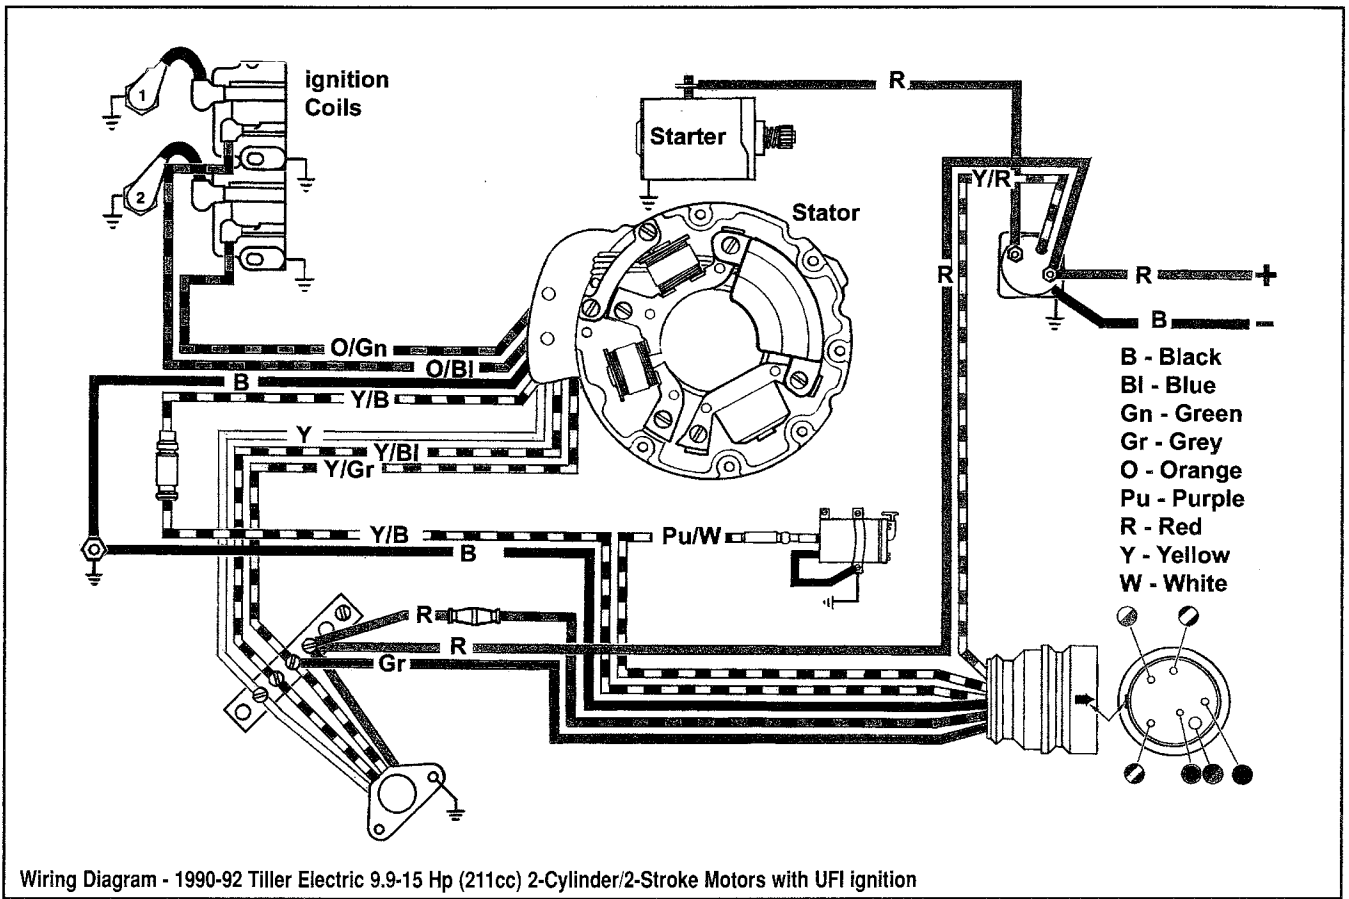 ignition
Coils
1
2
Starter
R
Y/R
Stator
R
R
+
B
-
O/Gn
O/Bl
B
Y/B
Y
Y/Bl
Y/Gr
Y/B
B
Pu/W
R
R
Gr
B - Black
Bl - Blue
Gn - Green
Gr - Grey
O - Orange
Pu - Purple
R - Red
Y - Yellow
W - White
Wiring Diagram - 1990-92 Tiller Electric 9.9-15 Hp (211cc) 2-Cylinder/2-Stroke Motors with UFI ignition